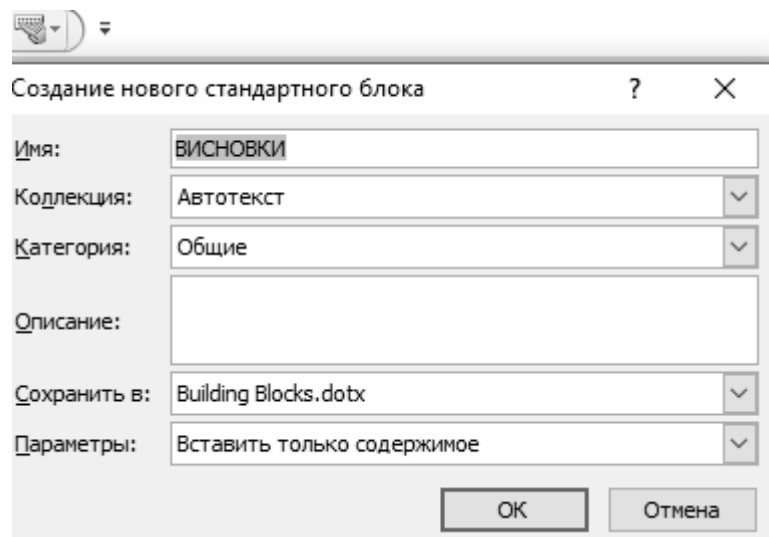 Создание нового стандартного блока ? X
Имя: ВИСНОВКИ
Коллекция: Автотекст
Категория: Общие
Описание:
Сохранить в: Building Blocks.dotx
Параметры: Вставить только содержимое
ОК Отмена